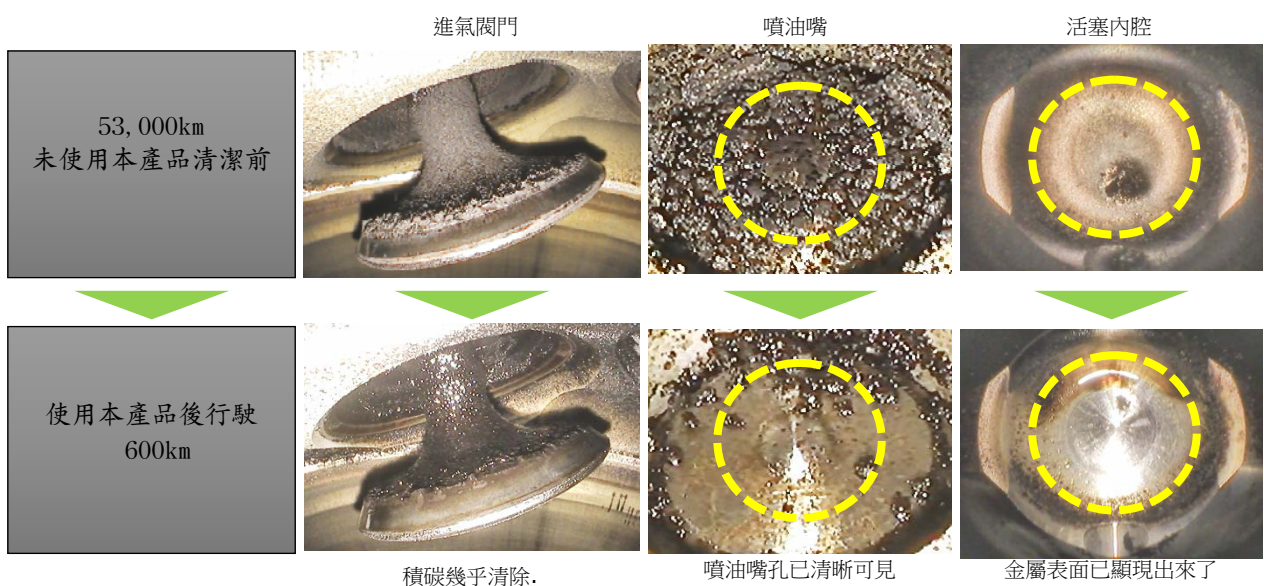 進氣閥門
噴油嘴
活塞內腔
53,000km
未使用本產品清潔前
使用本產品後行駛
600km
積碳幾乎清除.
噴油嘴孔已清晰可見
金屬表面已顯現出來了